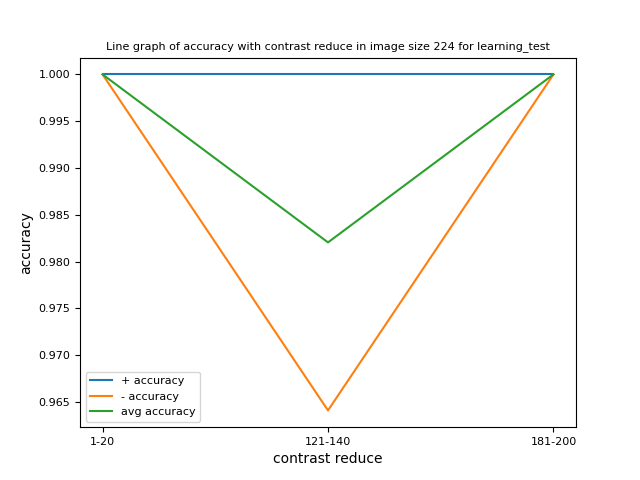 Line graph of accuracy with contrast reduce in image size 224 for learning_test
accuracy
1.000
0.995
0.990
0.985
0.980
0.975
0.970
0.965
+ accuracy
- accuracy
avg accuracy
1-20 121-140 181-200
contrast reduce